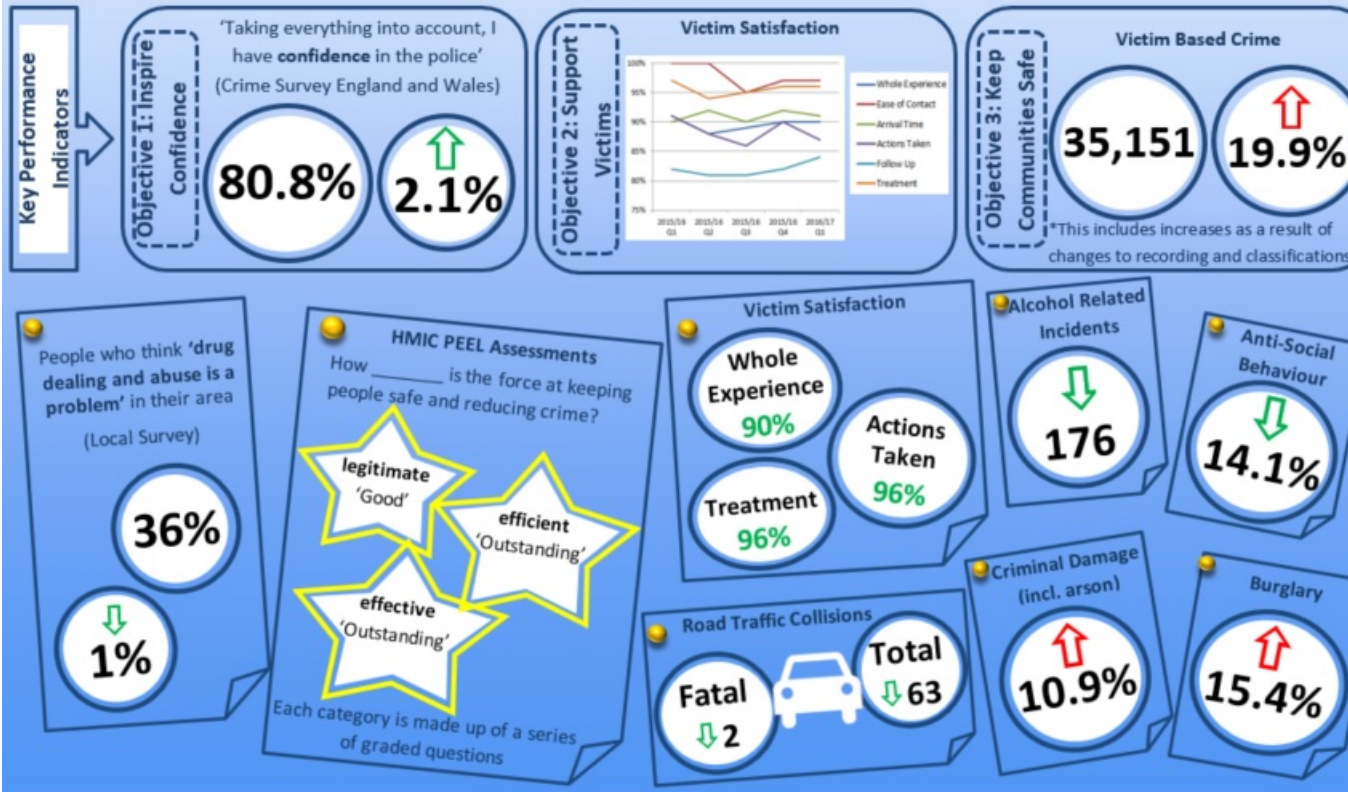 Key Performance
Indicators
Objective 1: Inspire
Confidence
'Taking everything into account, I
have confidence in the police'
(Crime Survey England and Wales)
80.8%
2.1%
Objective 2: Support
Victims
Victim Satisfaction
100%
95%
90%
85%
80%
75%
2015/16
Q1
2015/16
Q2
2015/16
Q3
2015/16
Q4
2016/17
Q1
Whole Experience
Ease of Contact
Arrival Time
Actions Taken
Follow Up
Treatment
Objective 3: Keep
Communities Safe
Victim Based Crime
35,151
19.9%
*This includes increases as a result of
changes to recording and classifications
People who think 'drug
dealing and abuse is a
problem' in their area
(Local Survey)
36%
1%
HMIC PEEL Assessments
How _______ is the force at keeping
people safe and reducing crime?
legitimate
'Good'
efficient
'Outstanding'
effective
'Outstanding'
Each category is made up of a series
of graded questions
Victim Satisfaction
Whole
Experience
90%
Actions
Taken
96%
Treatment
96%
Road Traffic Collisions
Fatal
2
Total
63
Alcohol Related
Incidents
176
Anti-Social
Behaviour
14.1%
Criminal Damage
(incl. arson)
10.9%
Burglary
15.4%